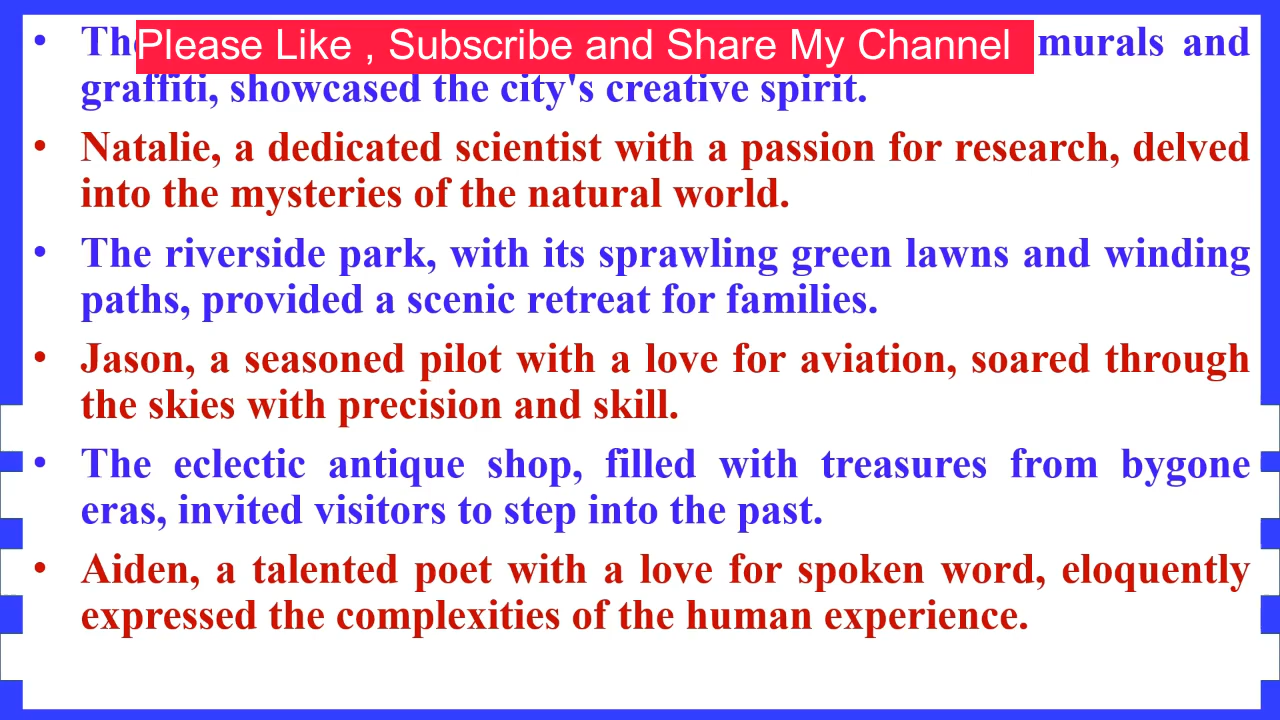 Please Like , Subscribe and Share My Channel
• The murals and
graffiti, showcased the city's creative spirit.
• Natalie, a dedicated scientist with a passion for research, delved
into the mysteries of the natural world.
• The riverside park, with its sprawling green lawns and winding
paths, provided a scenic retreat for families.
• Jason, a seasoned pilot with a love for aviation, soared through
the skies with precision and skill.
• The eclectic antique shop, filled with treasures from bygone
eras, invited visitors to step into the past.
• Aiden, a talented poet with a love for spoken word, eloquently
expressed the complexities of the human experience.